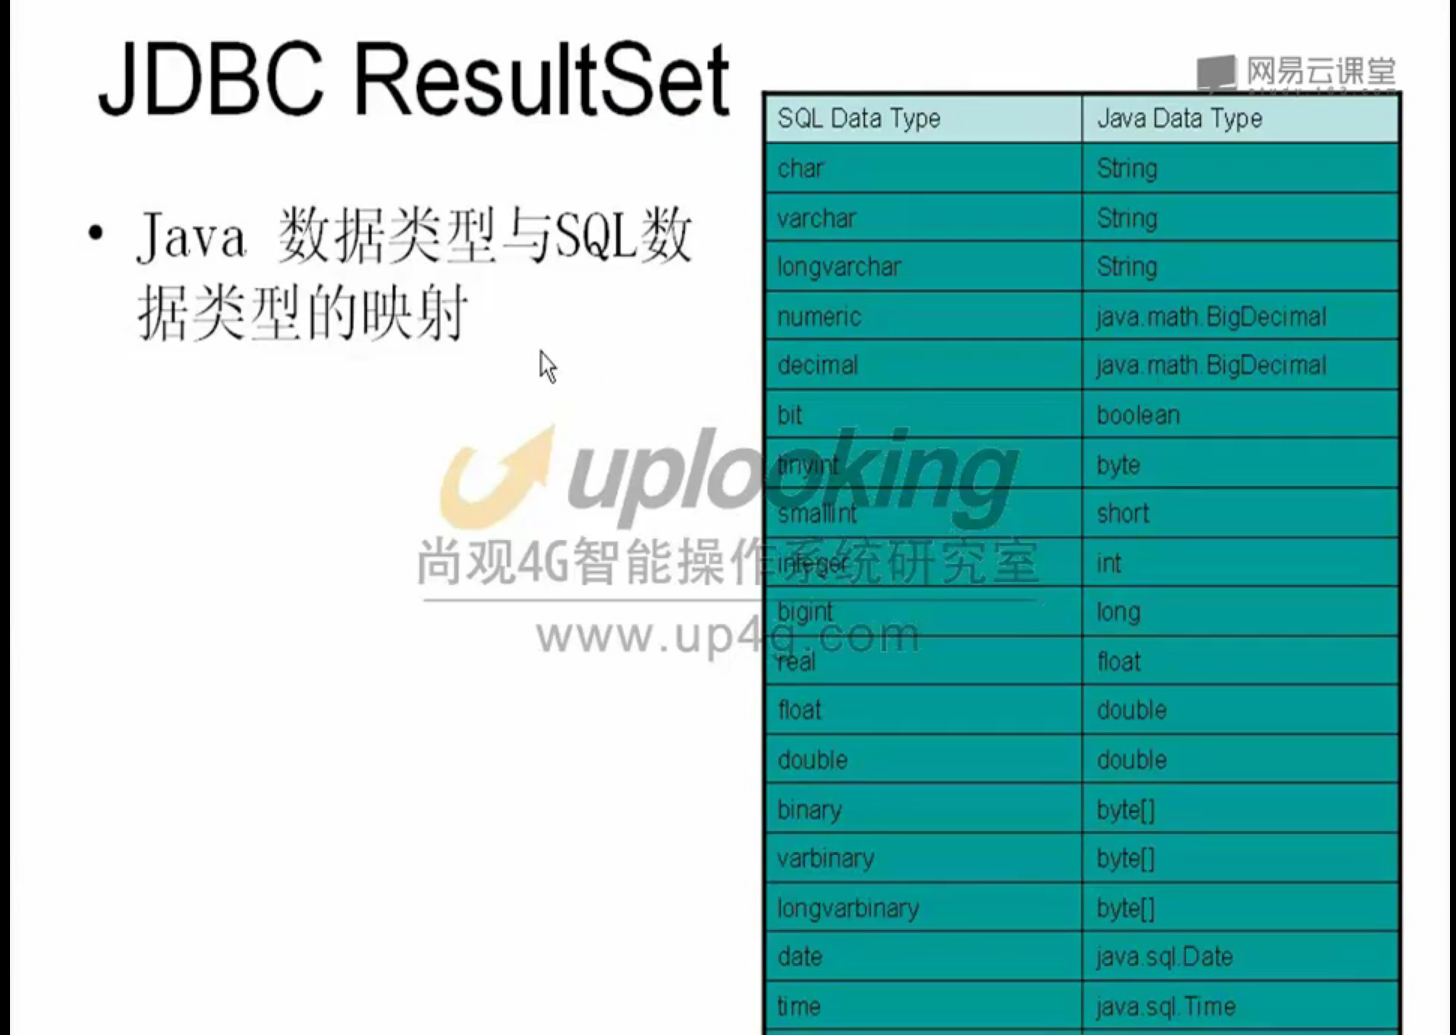 JDBC ResultSet
网易云课堂
• Java 数据类型与SQL数
据类型的映射
SQL Data Type Java Data Type
char String
varchar String
longvarchar String
numeric java.math.BigDecimal
decimal java.math.BigDecimal
bit boolean
tinyint byte
smallint short
integer int
bigint long
real float
float double
double double
binary byte[]
varbinary byte[]
longvarbinary byte[]
date java.sql.Date
time java.sql.Time
uplooking
尚观4G智能操作系统研究室
www.up4g.com